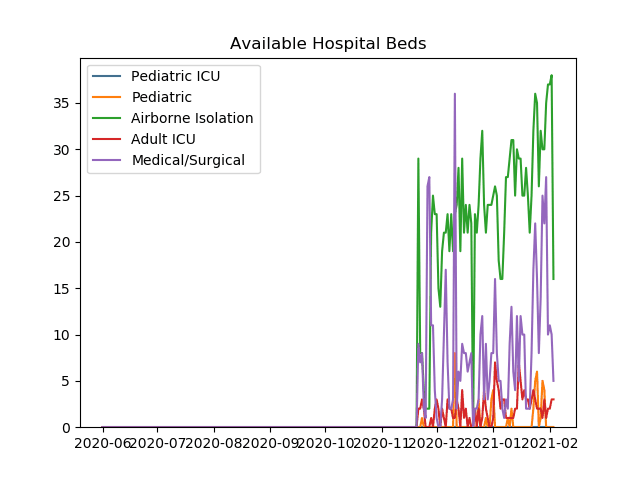 Available Hospital Beds
Pediatric ICU
Pediatric
Airborne Isolation
Adult ICU
Medical/Surgical
35
30
25
20
15
10
5
0
2020-06 2020-07 2020-08 2020-09 2020-10 2020-11 2020-12 2021-01 2021-02